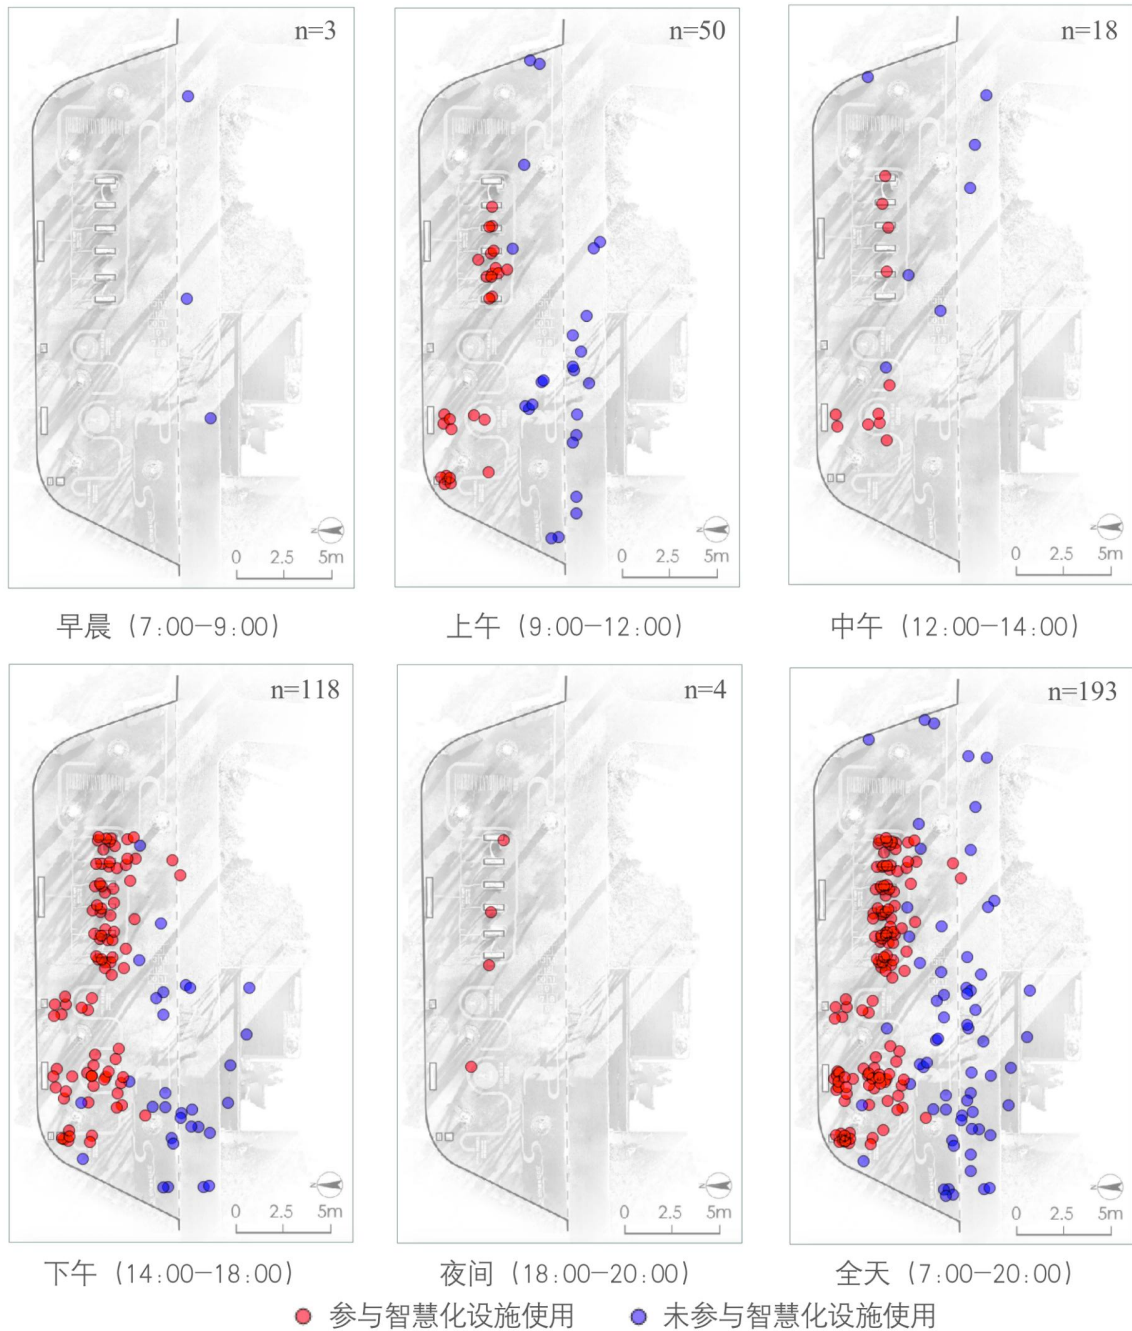 n=3
n=50
n=18
N
0 2.5 5m
N
0 2.5 5m
N
0 2.5 5m
早晨 (7:00—9:00)
上午 (9:00—12:00)
中午 (12:00—14:00)
n=118
n=4
n=193
N
0 2.5 5m
N
0 2.5 5m
N
0 2.5 5m
下午 (14:00—18:00)
夜间 (18:00—20:00)
全天 (7:00—20:00)
参与智慧化设施使用
未参与智慧化设施使用